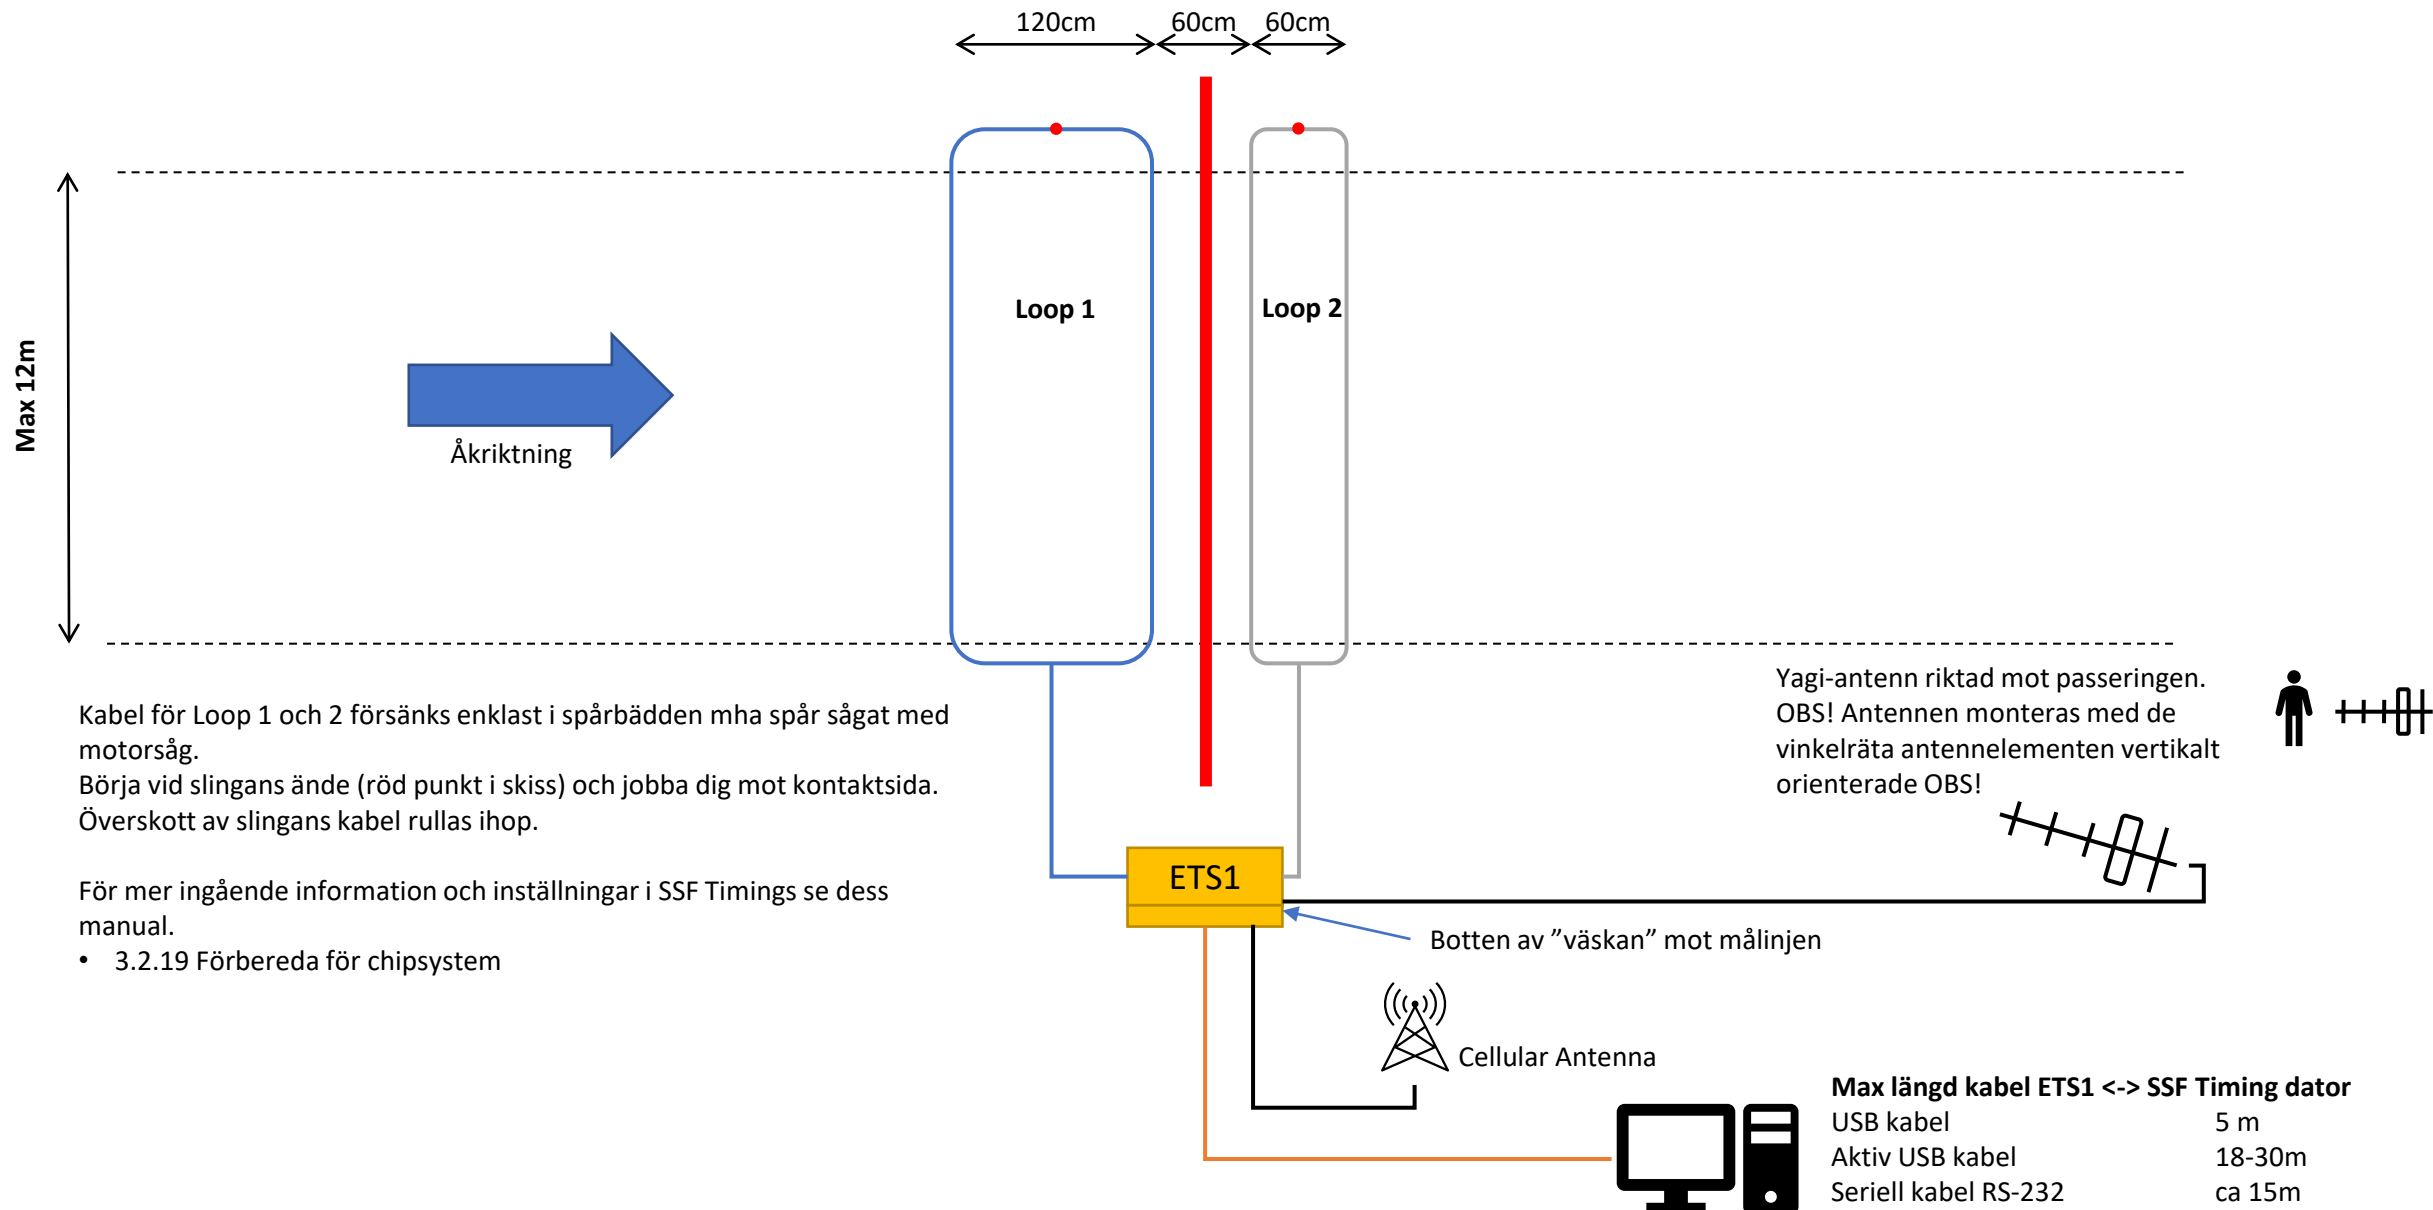 120cm
60cm
60cm
Max 12m
Loop 1
Loop 2
Åkriktning
Kabel för Loop 1 och 2 försänks enklast i spårbädden mha spår sågat med
motorsåg.
Börja vid slingans ände (röd punkt i skiss) och jobba dig mot kontaktsida.
Överskott av slingans kabel rullas ihop.
För mer ingående information och inställningar i SSF Timings se dess
manual.
• 3.2.19 Förbereda för chipsystem
Yagi-antenn riktad mot passeringen.
OBS! Antennen monteras med de
vinkelräta antennelementen vertikalt
orienterade OBS!
ETS1
Botten av ”väskan” mot målinjen
Cellular Antenna
Max längd kabel ETS1 <-> SSF Timing dator
USB kabel 5 m
Aktiv USB kabel 18-30m
Seriell kabel RS-232 ca 15m